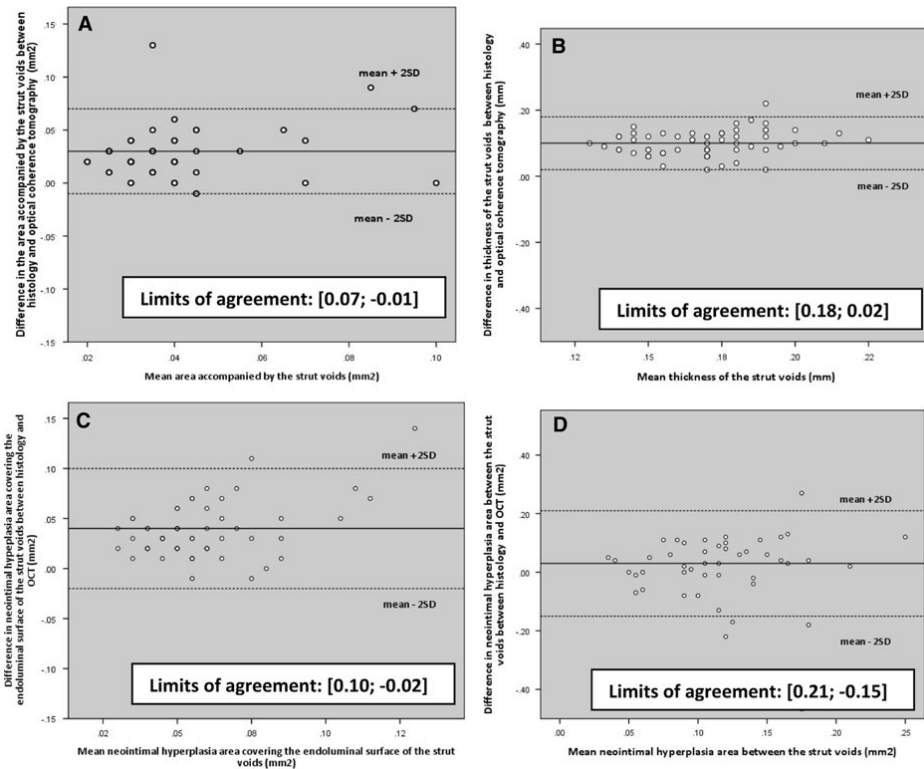 A
Difference in the area accompanied by the strut voids between
histology and optical coherence tomography (mm2)
.15
.10
.05
.00
-.05
-.10
-.15
mean + 2SD
mean - 2SD
Limits of agreement: [0.07; -0.01]
.02
.04
.06
.08
.10
Mean area accompanied by the strut voids (mm2)
B
Difference in thickness of the strut voids between histology
and optical coherence tomography (mm)
.40
.20
.00
-.20
-.40
mean +2SD
mean - 2SD
Limits of agreement: [0.18; 0.02]
.12
.15
.18
.20
.22
Mean thickness of the strut voids (mm)
C
Difference in neointimal hyperplasia area covering the
endoluminal surface of the strut voids between histology and
OCT (mm2)
.15
.10
.05
.00
-.05
-.10
-.15
mean +2SD
mean - 2SD
Limits of agreement: [0.10; -0.02]
.02
.05
.08
.12
Mean neointimal hyperplasia area covering the endoluminal surface of the strut
voids (mm2)
D
Difference in neointimal hyperplasia area between the strut
voids between histology and OCT (mm2)
.40
.20
.00
-.20
-.40
mean +2SD
mean - 2SD
Limits of agreement: [0.21; -0.15]
.00
.05
.10
.15
.20
.25
Mean neointimal hyperplasia area between the strut voids (mm2)